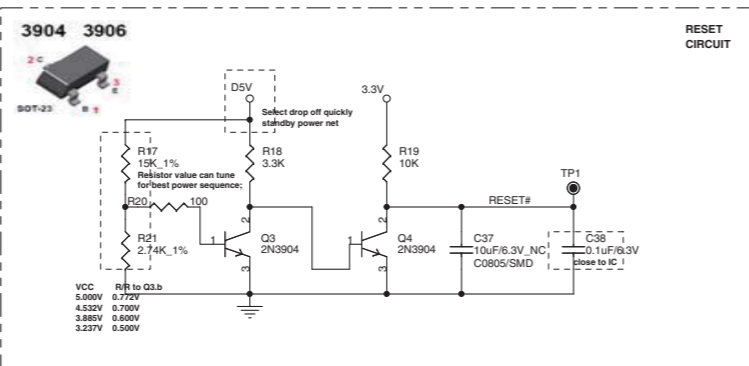 3904 3906
2 C
3
E
SOT-23
B 1
RESET
CIRCUIT
D5V
3.3V
Select drop off quickly
standby power net
R17
15K_1%
Resistor value can tune
for best power sequence;
R18
3.3K
R19
10K
TP1
R20
100
RESET#
R21
2.74K_1%
1
2
3
Q3
2N3904
1
2
3
Q4
2N3904
C37
10uF/6.3V_NC
C0805/SMD
C38
0.1uF/6.3V
close to IC
VCC R/R to Q3.b
5.000V 0.772V
4.532V 0.700V
3.885V 0.600V
3.237V 0.500V